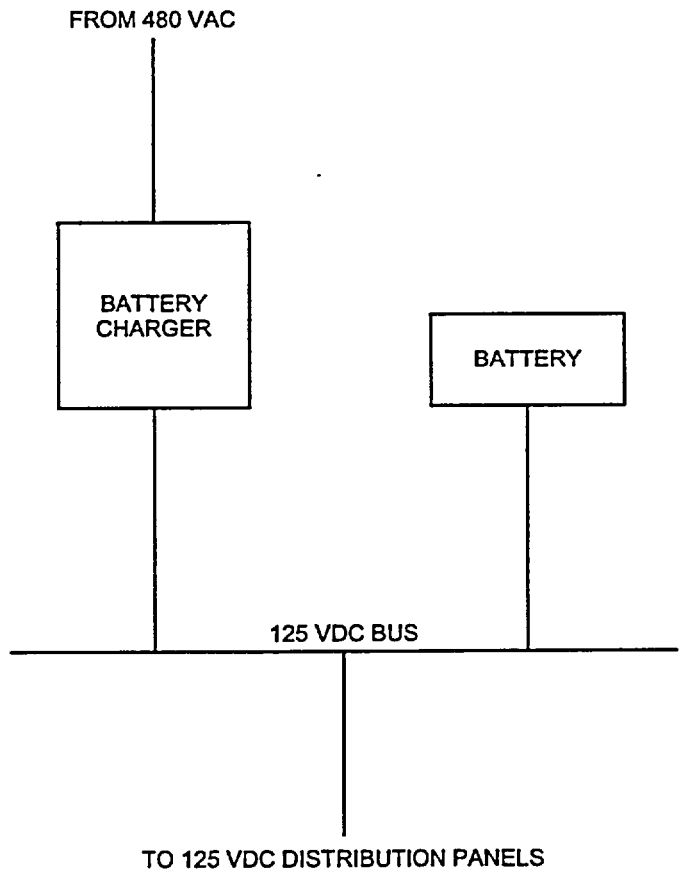 FROM 480 VAC
BATTERY
CHARGER
BATTERY
125 VDC BUS
TO 125 VDC DISTRIBUTION PANELS